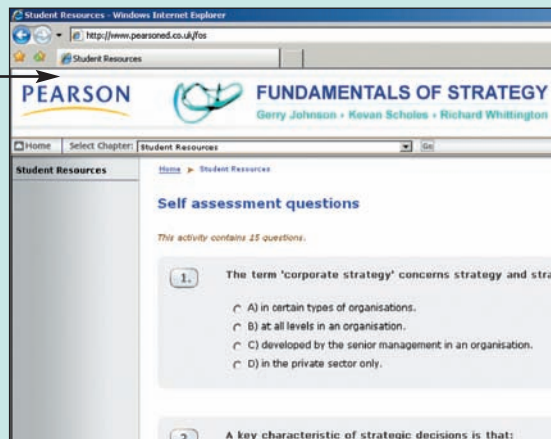 Student Resources - Windows Internet Explorer
http://www.pearsoned.co.uk/fos
Student Resources
PEARSON
FUNDAMENTALS OF STRATEGY
Gerry Johnson • Kevan Scholes • Richard Whittington
Home Select Chapter: Student Resources Go
Student Resources
Home Student Resources
Self assessment questions
This activity contains 15 questions.
1. The term 'corporate strategy' concerns strategy and
A) in certain types of organisations.
B) at all levels in an organisation.
C) developed by the senior management in an organisation.
D) in the private sector only.
2. A key characteristic of strategic decisions is that: